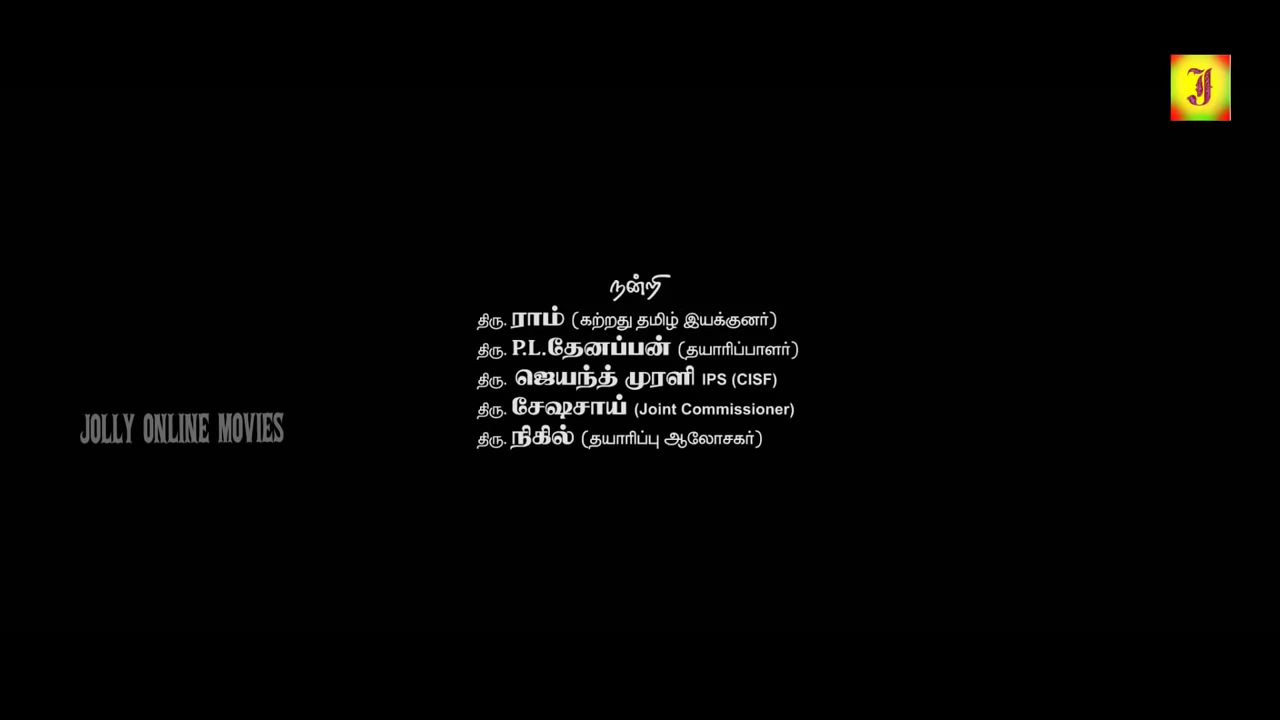 J
நன்றி
திரு. ராம் (கற்றது தமிழ் இயக்குனர்)
திரு. P.L.தேனப்பன் (தயாரிப்பாளர்)
திரு. ஜெயந்த் முரளி IPS (CISF)
திரு. சேஷசாய் (Joint Commissioner)
திரு. நிகில் (தயாரிப்பு ஆலோசகர்)
JOLLY ONLINE MOVIES